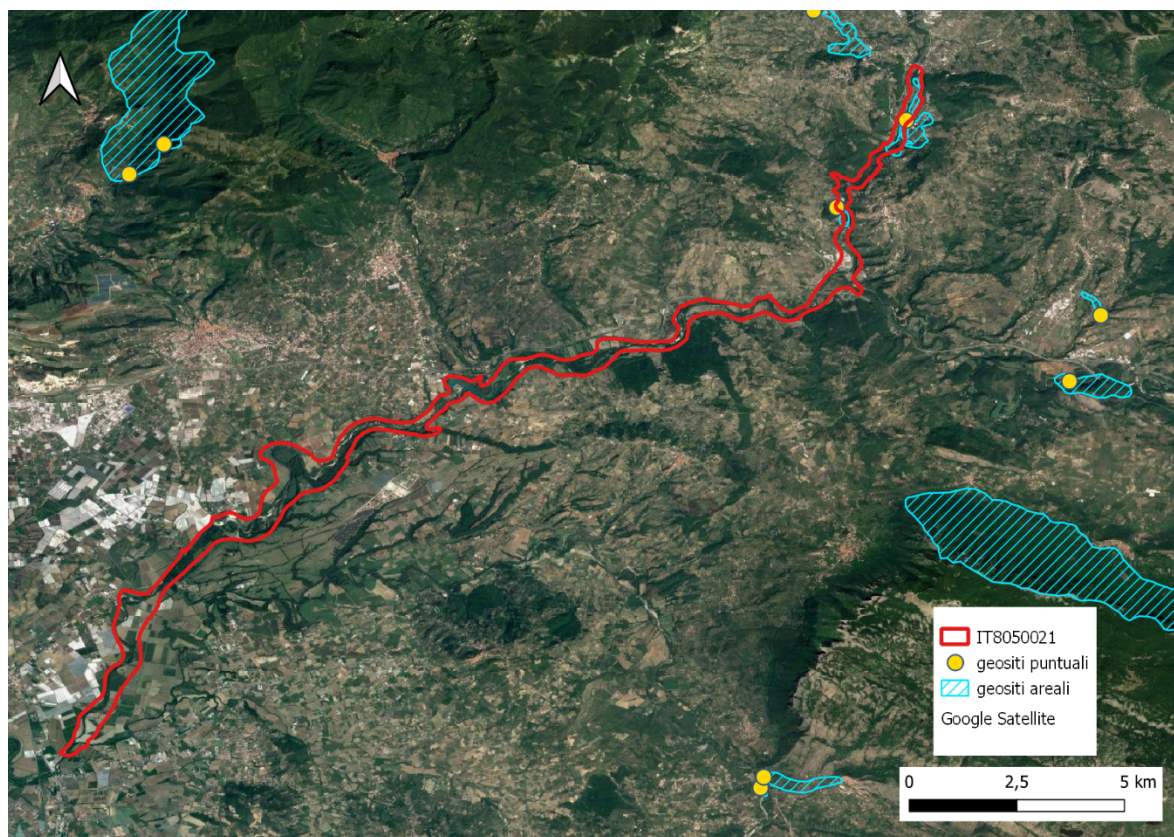 IT8050021
geositi puntuali
geositi areali
Google Satellite
0 2,5 5 km